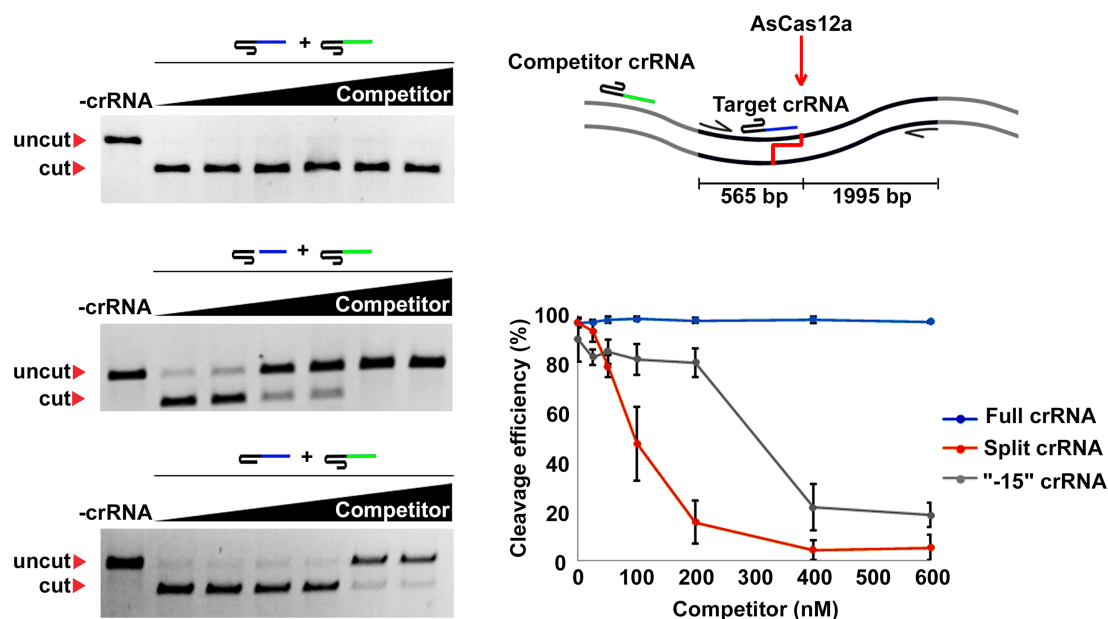 +
-crRNA
Competitor
uncut
cut
+
-crRNA
Competitor
uncut
cut
+
-crRNA
Competitor
uncut
cut
AsCas12a
Competitor crRNA
Target crRNA
565 bp
1995 bp
Cleavage efficiency (%)
100
80
60
40
20
0
0 100 200 300 400 500 600
Competitor (nM)
Full crRNA
Split crRNA
"-15" crRNA